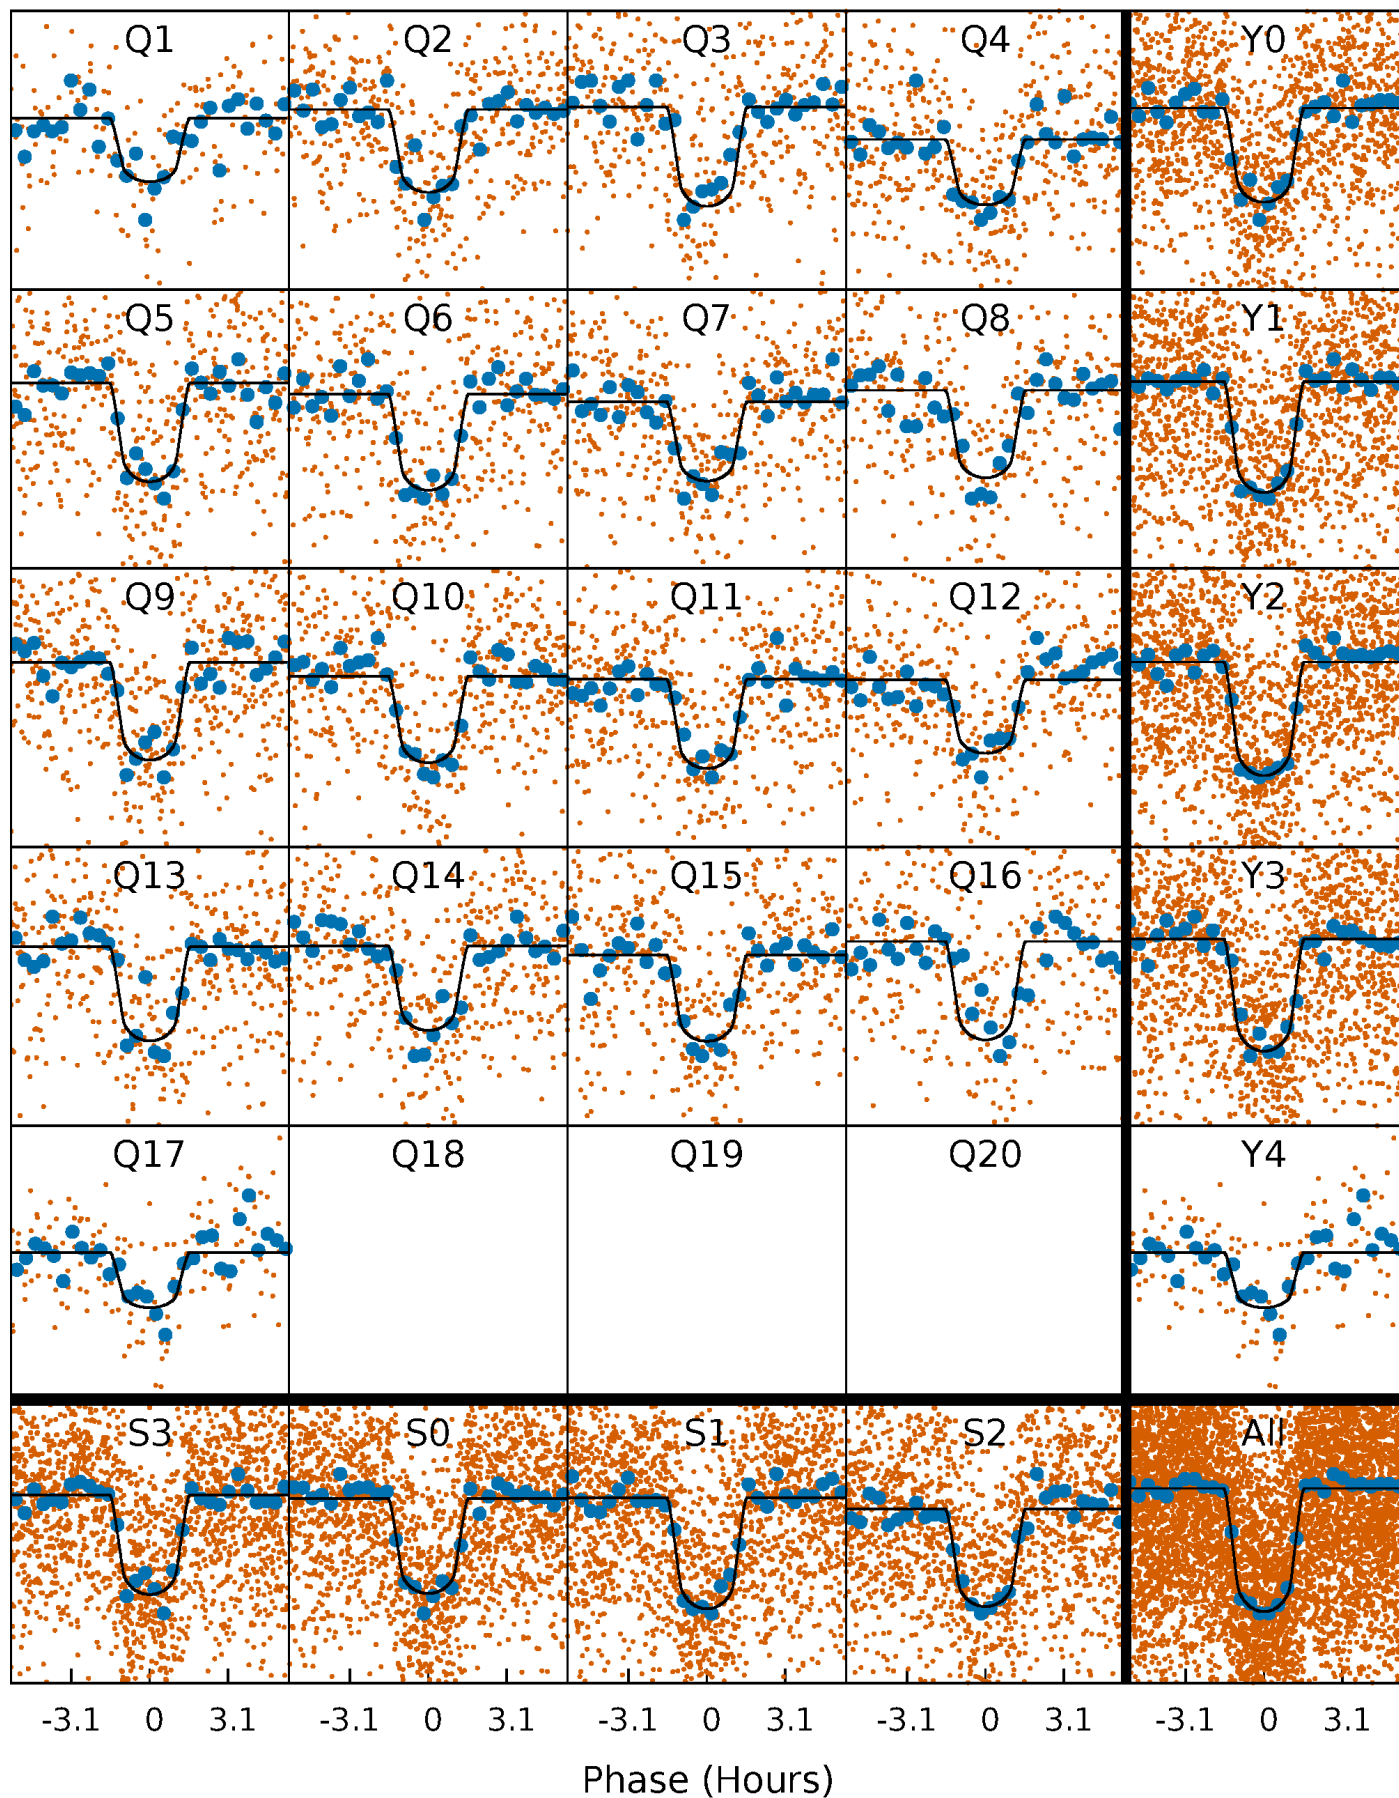 Q1 Q2 Q3 Q4 Y0
Q5 Q6 Q7 Q8 Y1
Q9 Q10 Q11 Q12 Y2
Q13 Q14 Q15 Q16 Y3
Q17 Q18 Q19 Q20 Y4
S3 S0 S1 S2 All
-3.1 0 3.1 -3.1 0 3.1 -3.1 0 3.1 -3.1 0 3.1 -3.1 0 3.1
Phase (Hours)